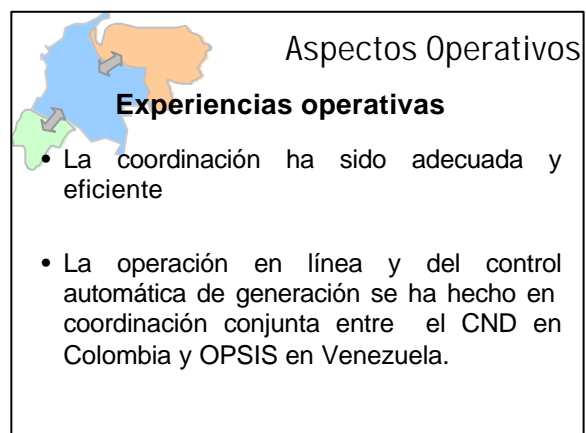 Aspectos Operativos
Experiencias operativas
• La coordinación ha sido adecuada y
eficiente
• La operación en línea y del control
automática de generación se ha hecho en
coordinación conjunta entre el CND en
Colombia y OPSIS en Venezuela.